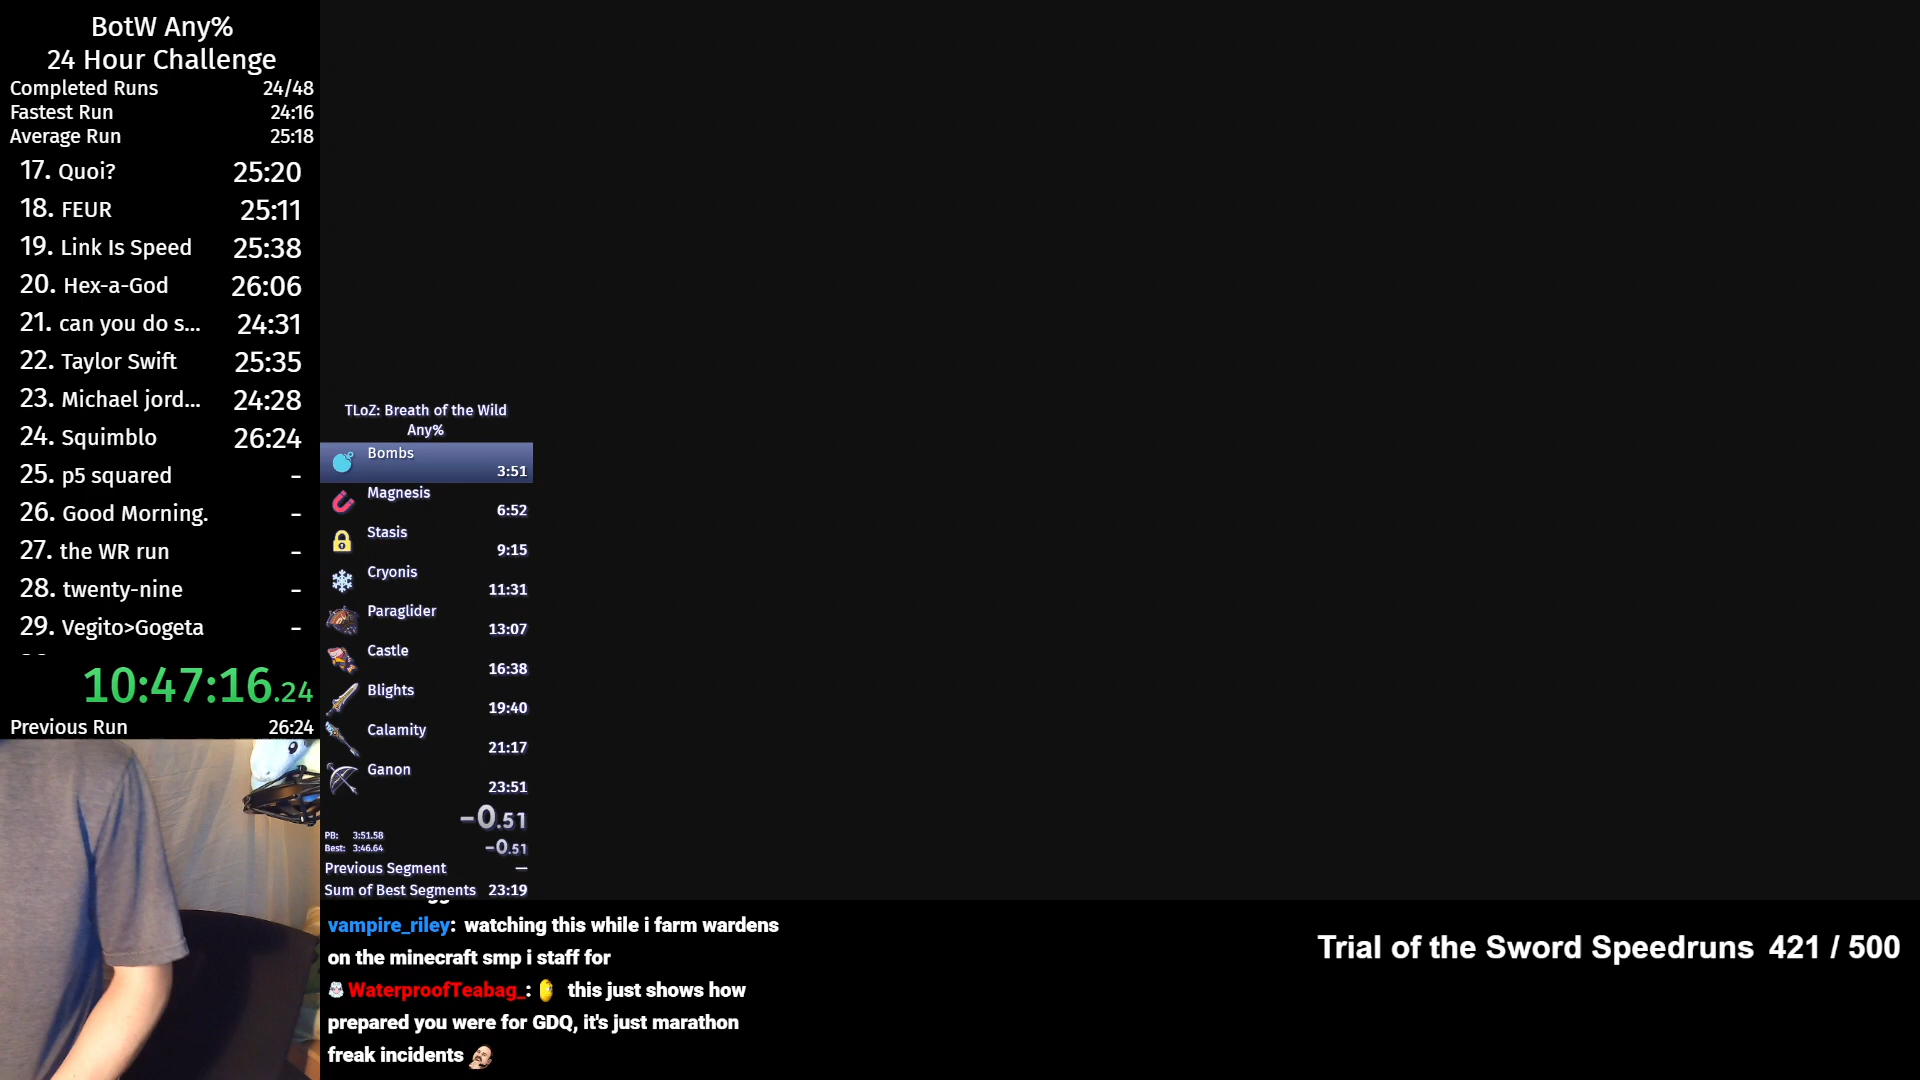 BotW Any%
24 Hour Challenge
Completed Runs 24/48
Fastest Run 24:16
Average Run 25:18
17. Quoi? 25:20
18. FEUR 25:11
19. Link Is Speed 25:38
20. Hex-a-God 26:06
21. can you do s... 24:31
22. Taylor Swift 25:35
23. Michael jord... 24:28
24. Squimblo 26:24
25. p5 squared –
26. Good Morning. –
27. the WR run –
28. twenty-nine –
29. Vegito>Gogeta –
10:47:16.24
Previous Run 26:24
TLoZ: Breath of the Wild
Any%
Bombs
3:51
Magnesis
6:52
Stasis
9:15
Cryonis
11:31
Paraglider
13:07
Castle
16:38
Blights
19:40
Calamity
21:17
Ganon
23:51
-0.51
PB: 3:51.58
Best: 3:46.64 -0.51
Previous Segment —
Sum of Best Segments 23:19
vampire_riley: watching this while i farm wardens
on the minecraft smp i staff for
WaterproofTeabag_: this just shows how
prepared you were for GDQ, it's just marathon
freak incidents
Trial of the Sword Speedruns 421 / 500